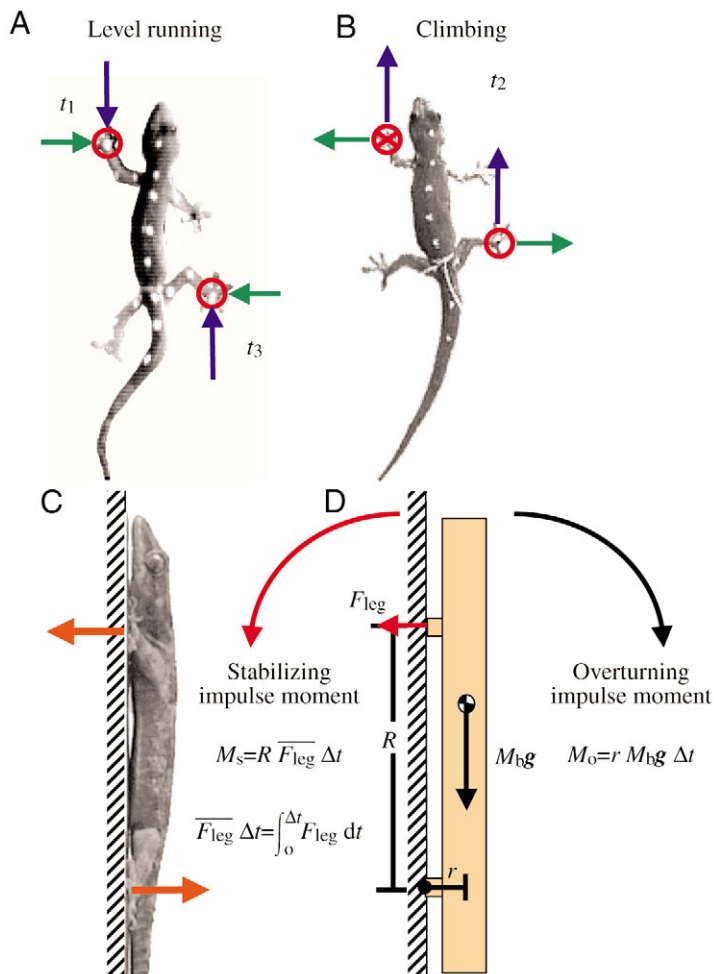 A
Level running
t1
t3
B
Climbing
t2
C
D
Fleg
Stabilizing
impulse moment
Ms=R Fleg Δt
Fleg Δt=∫oΔt Fleg dt
R
r
Mbg
Overturning
impulse moment
Mo=r Mbg Δt